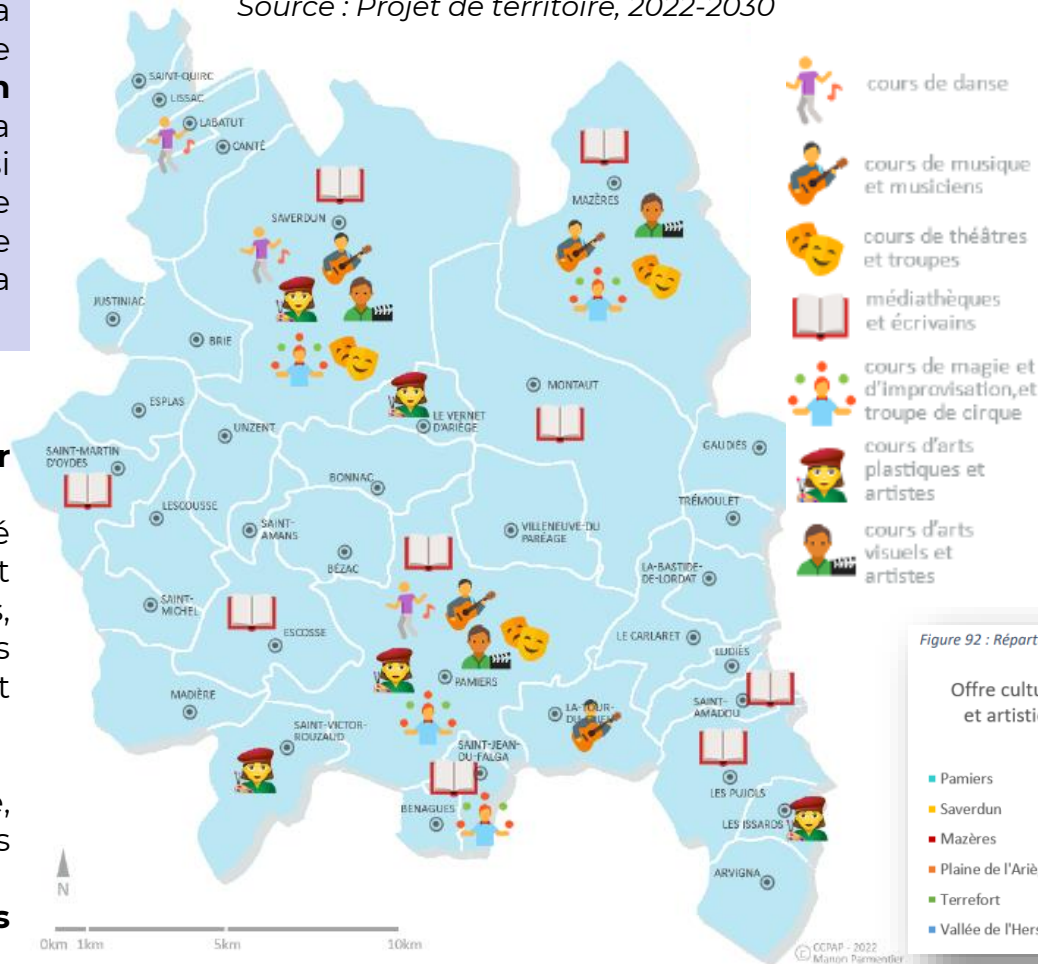 Source : Projet de territoire, 2022-2030
a
e
n
a
si
e
e
a
r
é
t
s,
s
t
e,
s
s
SAINT-QUIRC
LISSAC
LABATUT
CANTÉ
SAVERDUN
MAZÈRES
JUSTINIAC
BRIE
ESPLAS
UNZENT
LE VERNET
D'ARIÈGE
MONTAUT
SAINT-MARTIN
D'OYDES
LESCOUSSE
BONNAC
SAINT-
AMANS
BÉZAC
VILLENEUVE-DU
PARÉAGE
GAUDIÈS
TRÉMOULET
LA-BASTIDE-
DE-LORDAT
SAINT-
MICHEL
ESCOSSE
LE CARLARET
LUDIÈS
PAMIERS
MADIÈRE
SAINT-VICTOR-
ROUZAUD
LA-TOUR-
SAINT-
AMADOU
SAINT-JEAN-
DU-FALGA
LES PUJOLS
BENAGUES
LES ISSARDS
ARVIGNA
cours de danse
cours de musique
et musiciens
cours de théâtres
et troupes
médiathèques
et écrivains
cours de magie et
d'improvisation,et
troupe de cirque
cours d'arts
plastiques et
artistes
cours d'arts
visuels et
artistes
Figure 92 : Répart
Offre cultu
et artistic
Pamiers
Saverdun
Mazères
Plaine de l'Ariè
Terrefort
Vallée de l'Hers
N
0km 1km 5km 10km
© CCPAP - 2022
Manon Parmentier